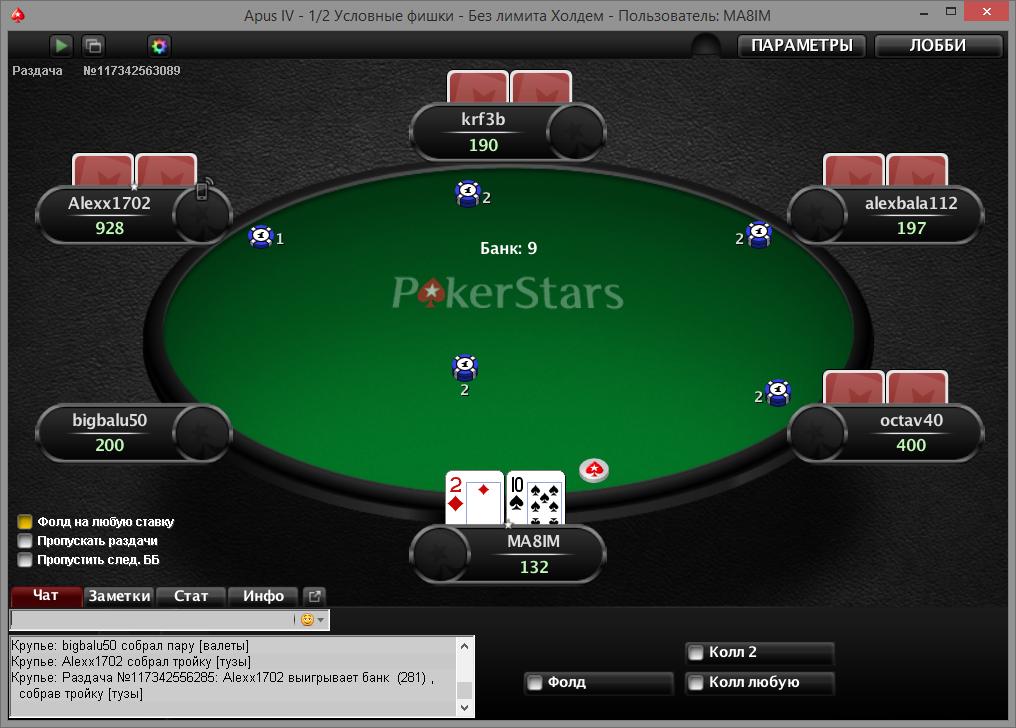 Apus IV - 1/2 Условные фишки - Без лимита Холдем - Пользователь: MA8IM
ПАРАМЕТРЫ
ЛОББИ
Раздача №117342563089
krf3b
190
Alexx1702
928
alexbala112
197
2
1
2
Банк: 9
PokerStars
2
2
bigbalu50
200
octav40
400
2
10
MA8IM
132
Фолд на любую ставку
Пропускать раздачи
Пропустить след. ББ
Чат
Заметки
Стат
Инфо
Крупье: bigbalu50 собрал пару [валеты]
Крупье: Alexx1702 собрал тройку [тузы]
Крупье: Раздача №117342556285: Alexx1702 выигрывает банк (281) ,
собрав тройку [тузы]
Колл 2
Фолд
Колл любую